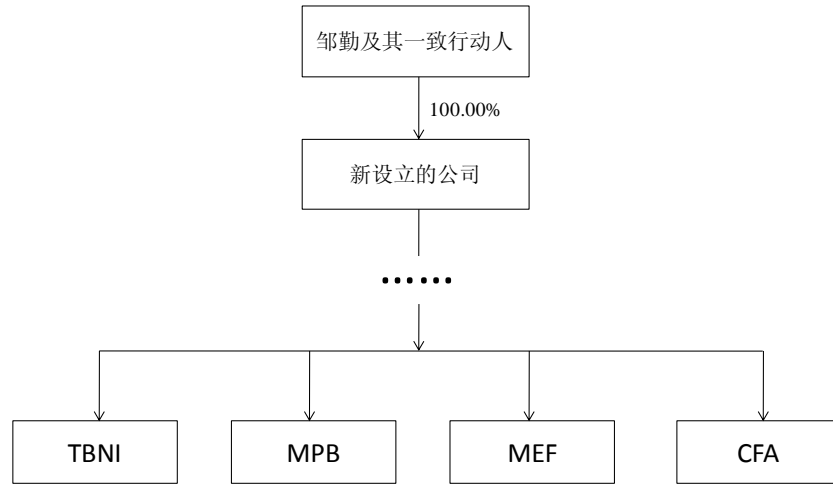 邹勤及其一致行动人
100.00%
新设立的公司
……
TBNI
MPB
MEF
CFA